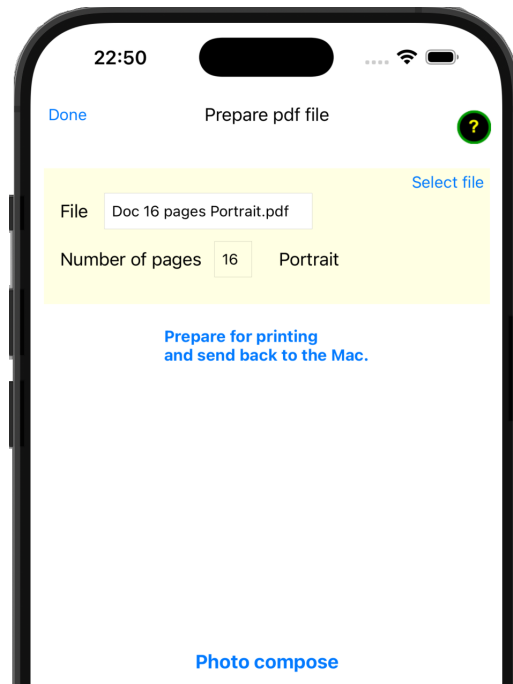 22:50
Done
Prepare pdf file
?
Select file
File Doc 16 pages Portrait.pdf
Number of pages 16 Portrait
Prepare for printing
and send back to the Mac.
Photo compose